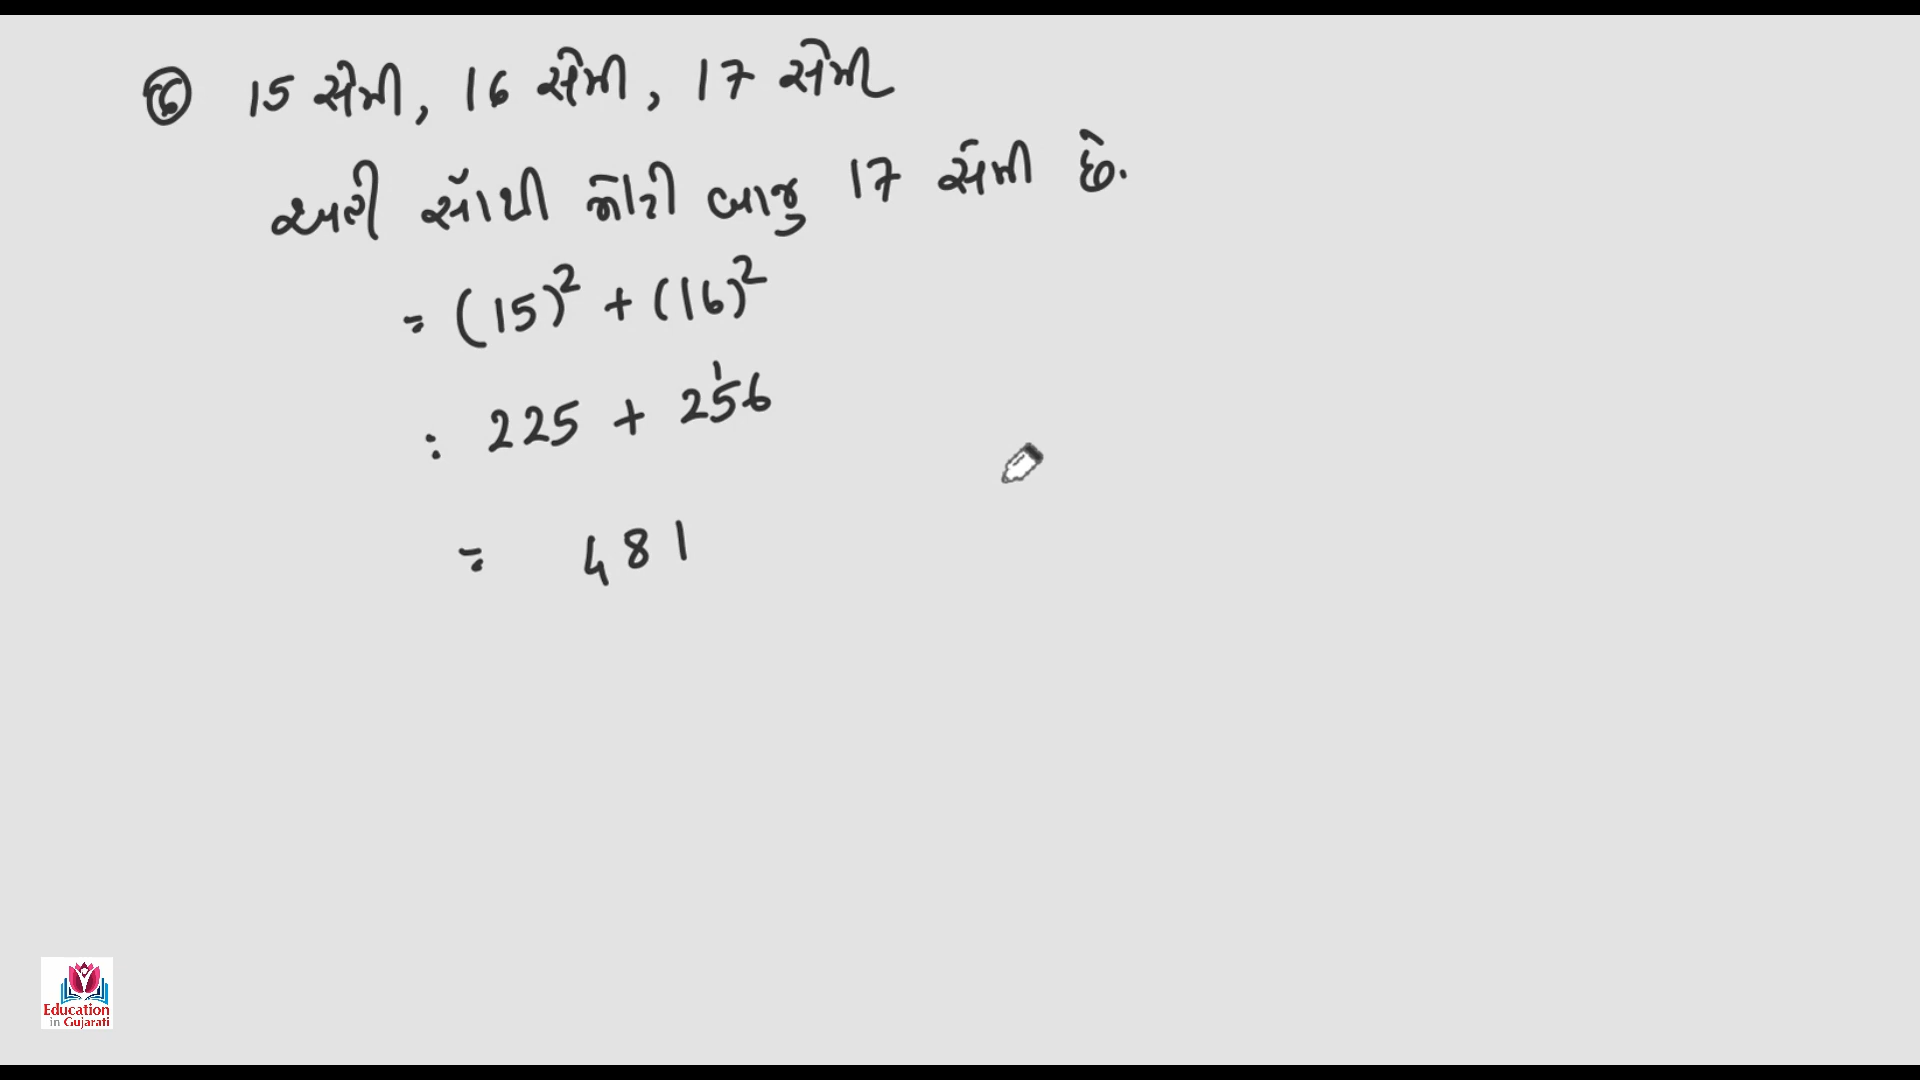 6 15 સેમી, 16 સેમી, 17 સેમી
અહી સૌથી મોટી બાજુ 17 સેમી છે.
= (15)² + (16)²
: 225 + 256
= 481
Education
in Gujarati